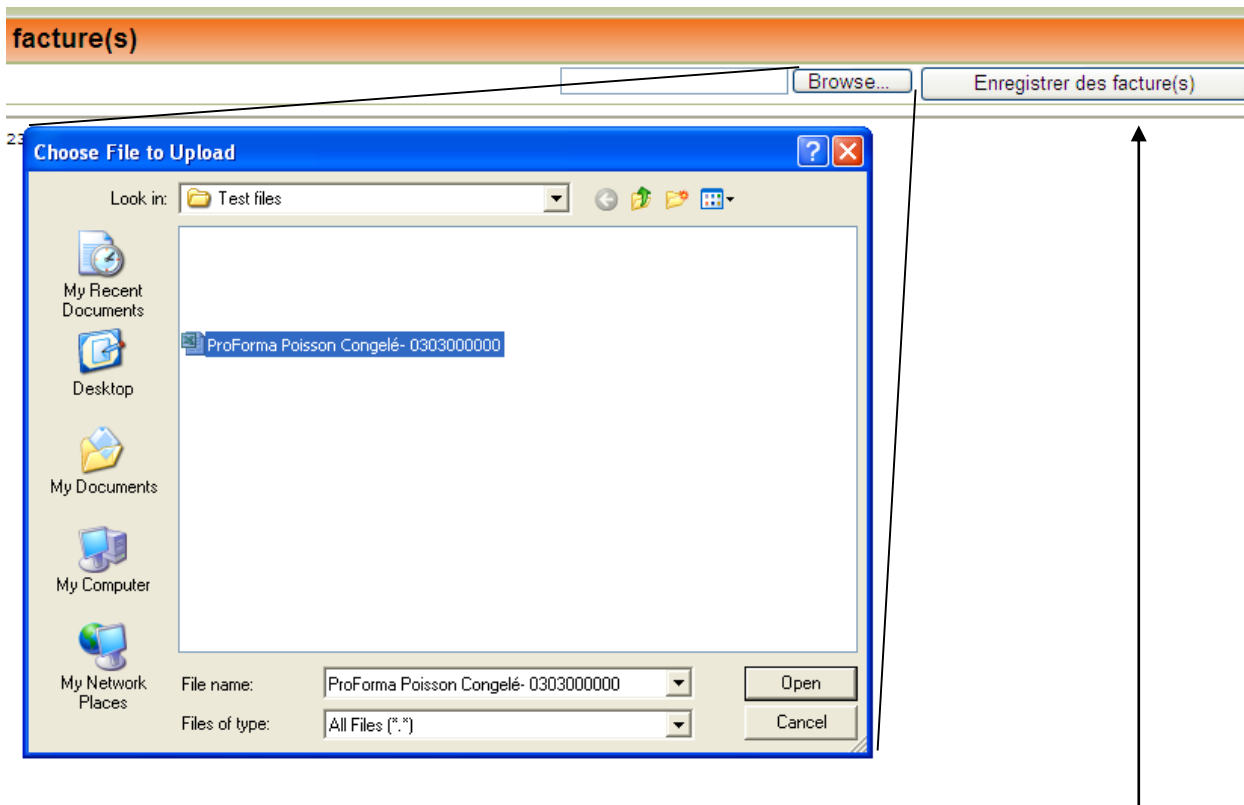 facture(s)
Browse...
Enregistrer des facture(s)
23
Choose File to Upload
Look in:
Test files
My Recent
Documents
ProForma Poisson Congelé- 0303000000
Desktop
My Documents
My Computer
My Network
Places
File name:
ProForma Poisson Congelé- 0303000000
Open
Files of type:
All Files (*.*)
Cancel